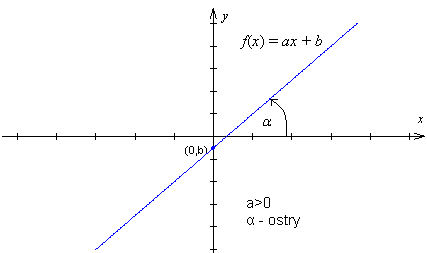 y
f(x) = ax + b
x
α
(0,b)
a>0
α - ostry